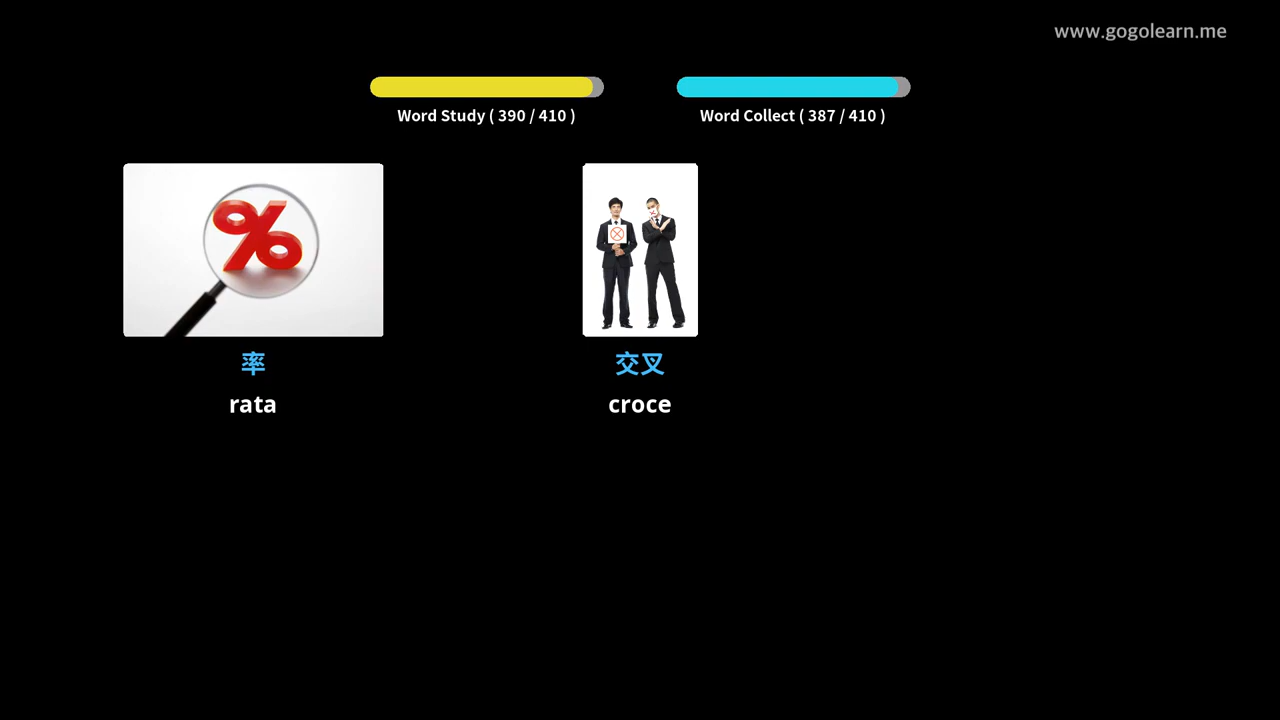 www.gogolearn.me
Word Study ( 390 / 410 )
Word Collect ( 387 / 410 )
%
率
交叉
rata
croce